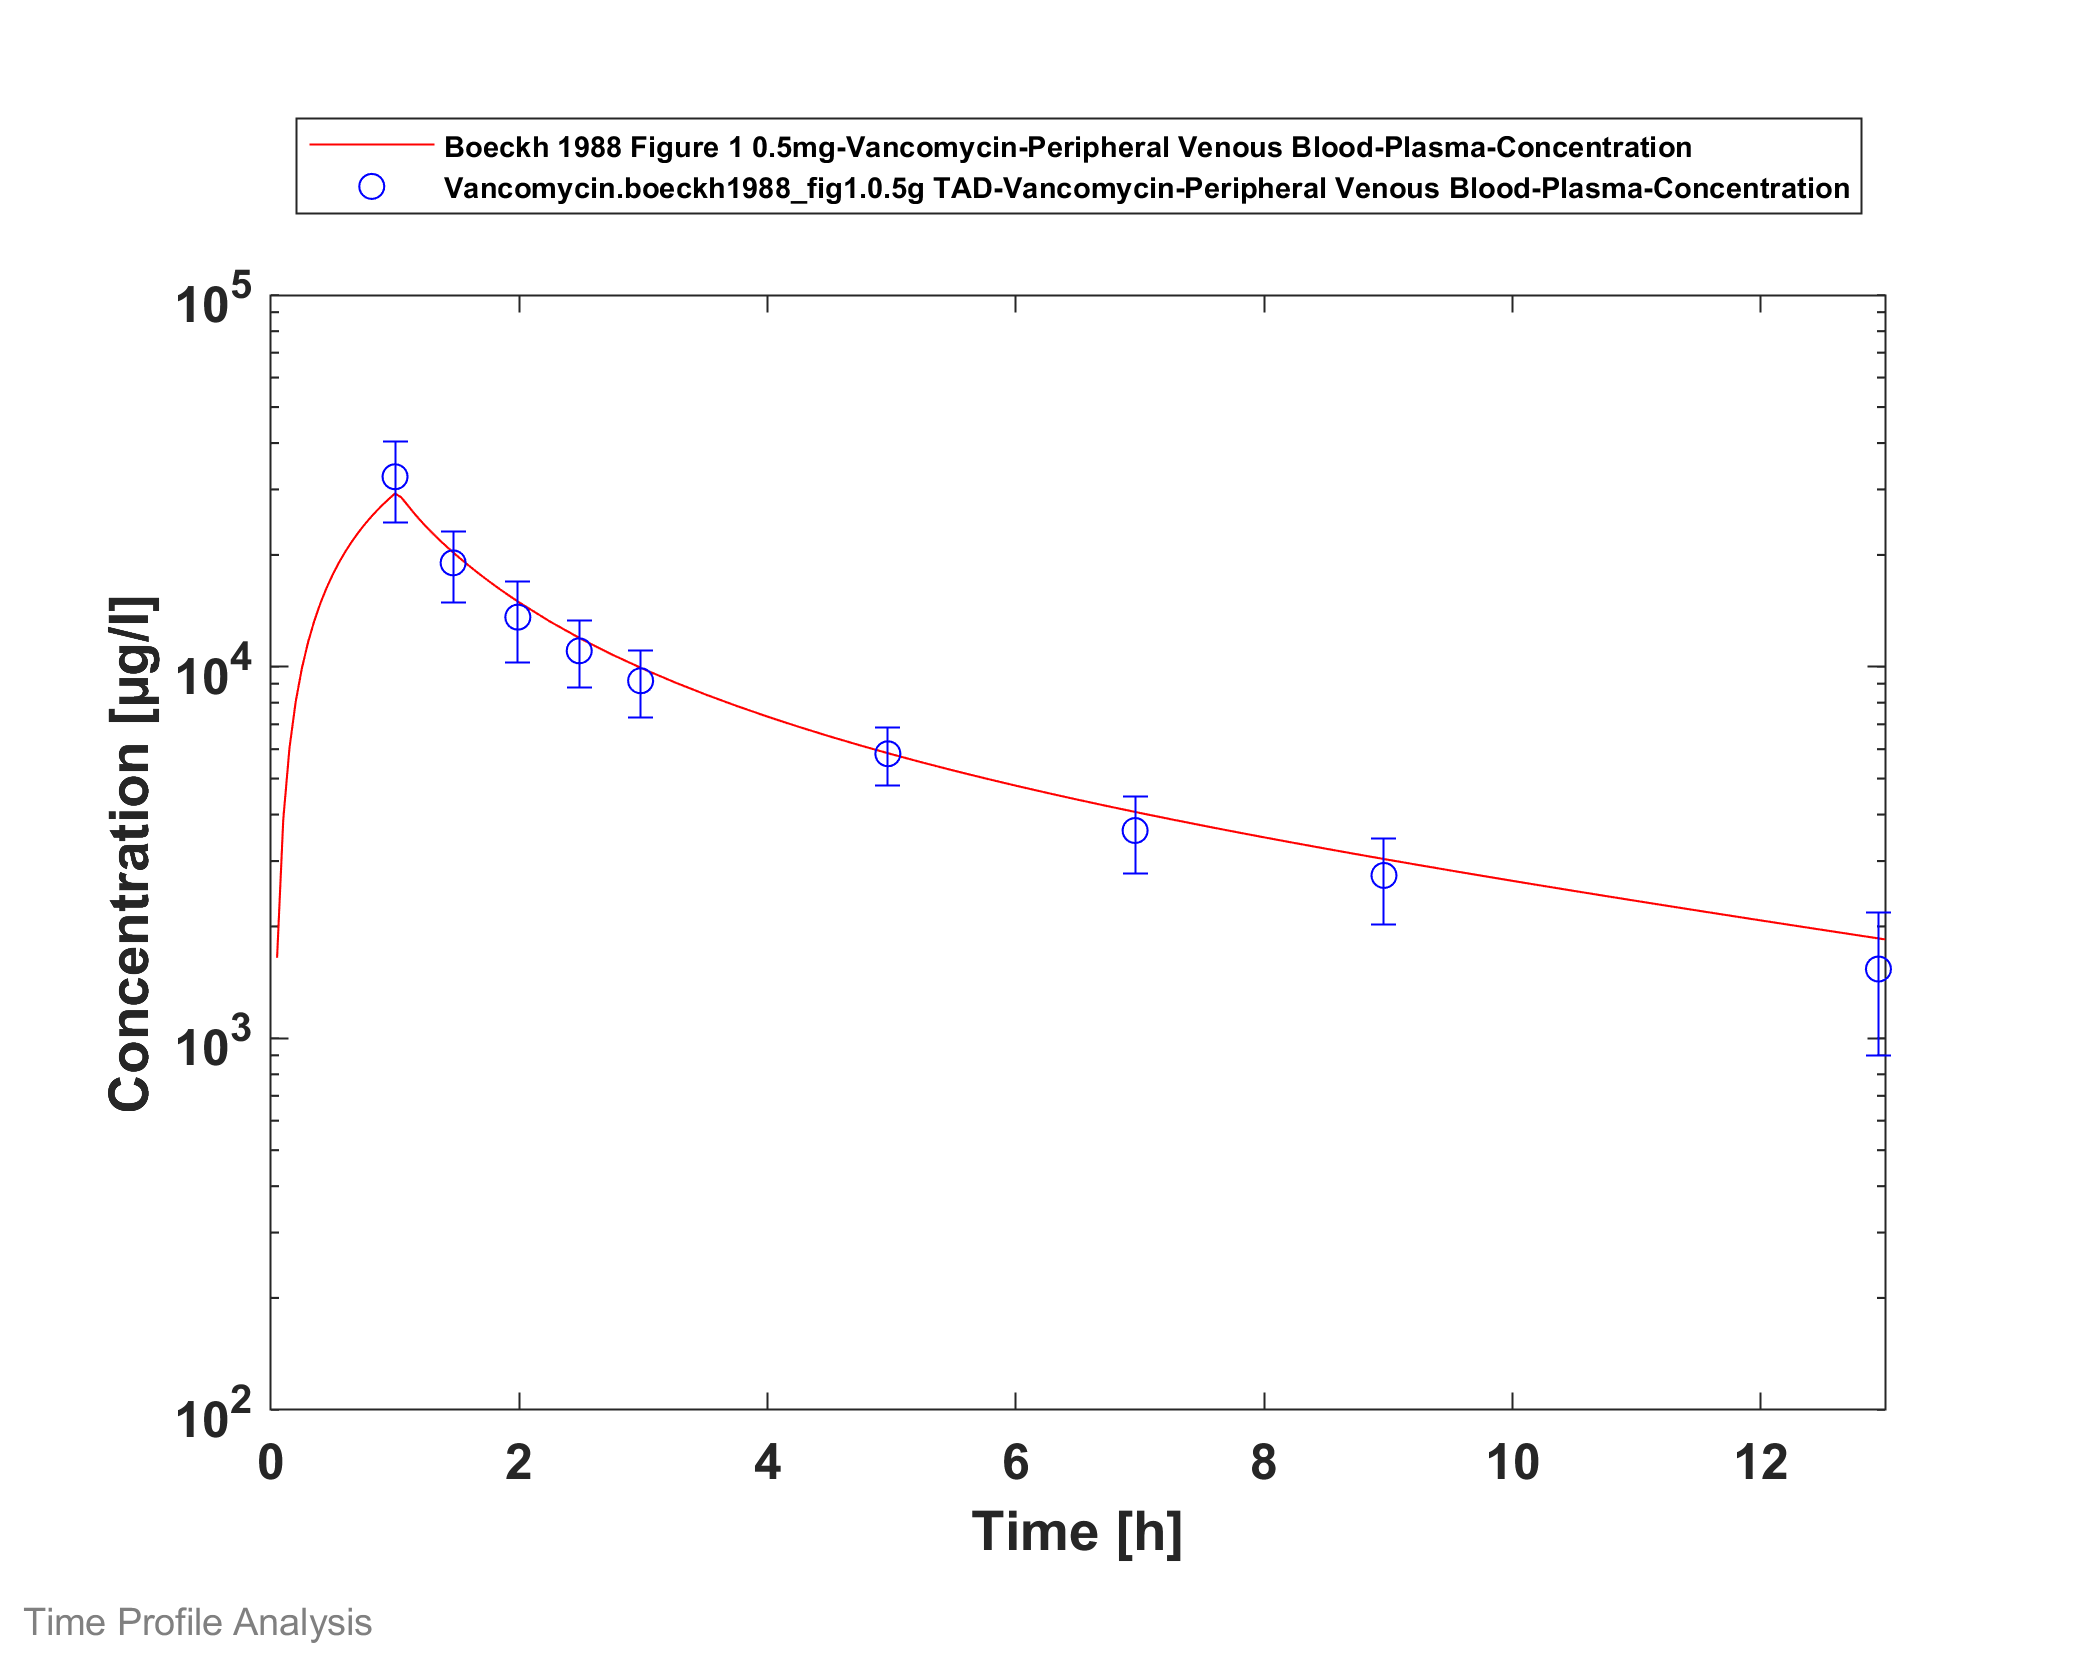 Boeckh 1988 Figure 1 0.5mg-Vancomycin-Peripheral Venous Blood-Plasma-Concentration
Vancomycin.boeckh1988_fig1.0.5g TAD-Vancomycin-Peripheral Venous Blood-Plasma-Concentration
10^5
10^4
10^3
10^2
Concentration [µg/l]
0 2 4 6 8 10 12
Time [h]
Time Profile Analysis